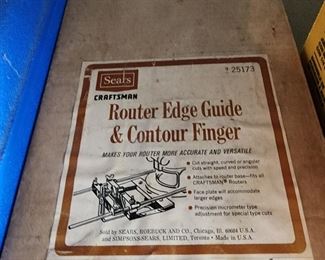 Sears
CRAFTSMAN
25173
Router Edge Guide
& Contour Finger
MAKES YOUR ROUTER MORE ACCURATE AND VERSATILE
• Cut straight, curved or angular
cuts with speed and precision
• Attaches to router base—fits all
CRAFTSMAN Routers
• Face plate will accommodate
larger edges
• Precision micrometer type
adjustment for special type cuts
Sold by SEARS, ROEBUCK AND CO., Chicago, Ill. 60684 U.S.A.
and SIMPSONS-SEARS, LIMITED, Toronto • Made in U.S.A.